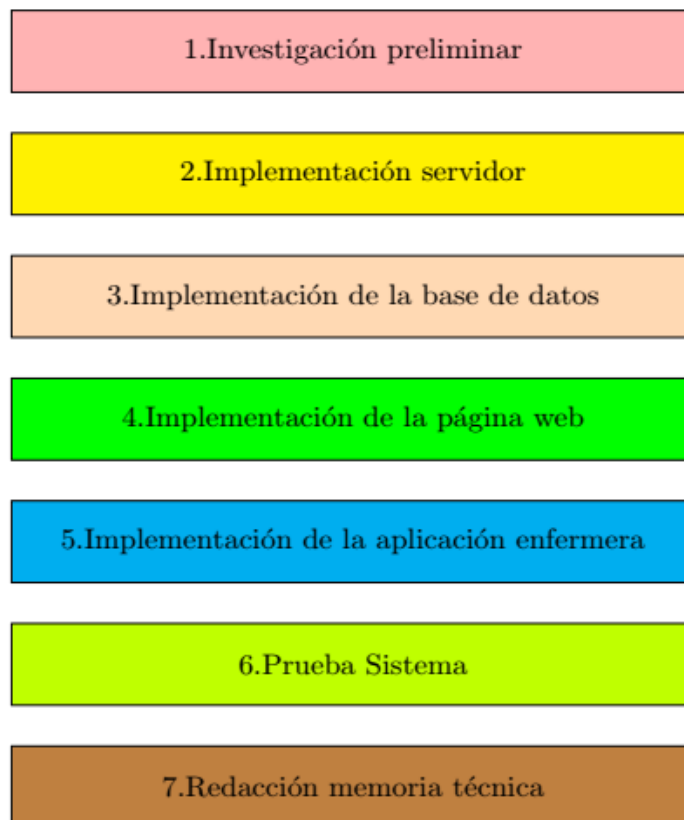 1.Investigación preliminar
2.Implementación servidor
3.Implementación de la base de datos
4.Implementación de la página web
5.Implementación de la aplicación enfermera
6.Prueba Sistema
7.Redacción memoria técnica